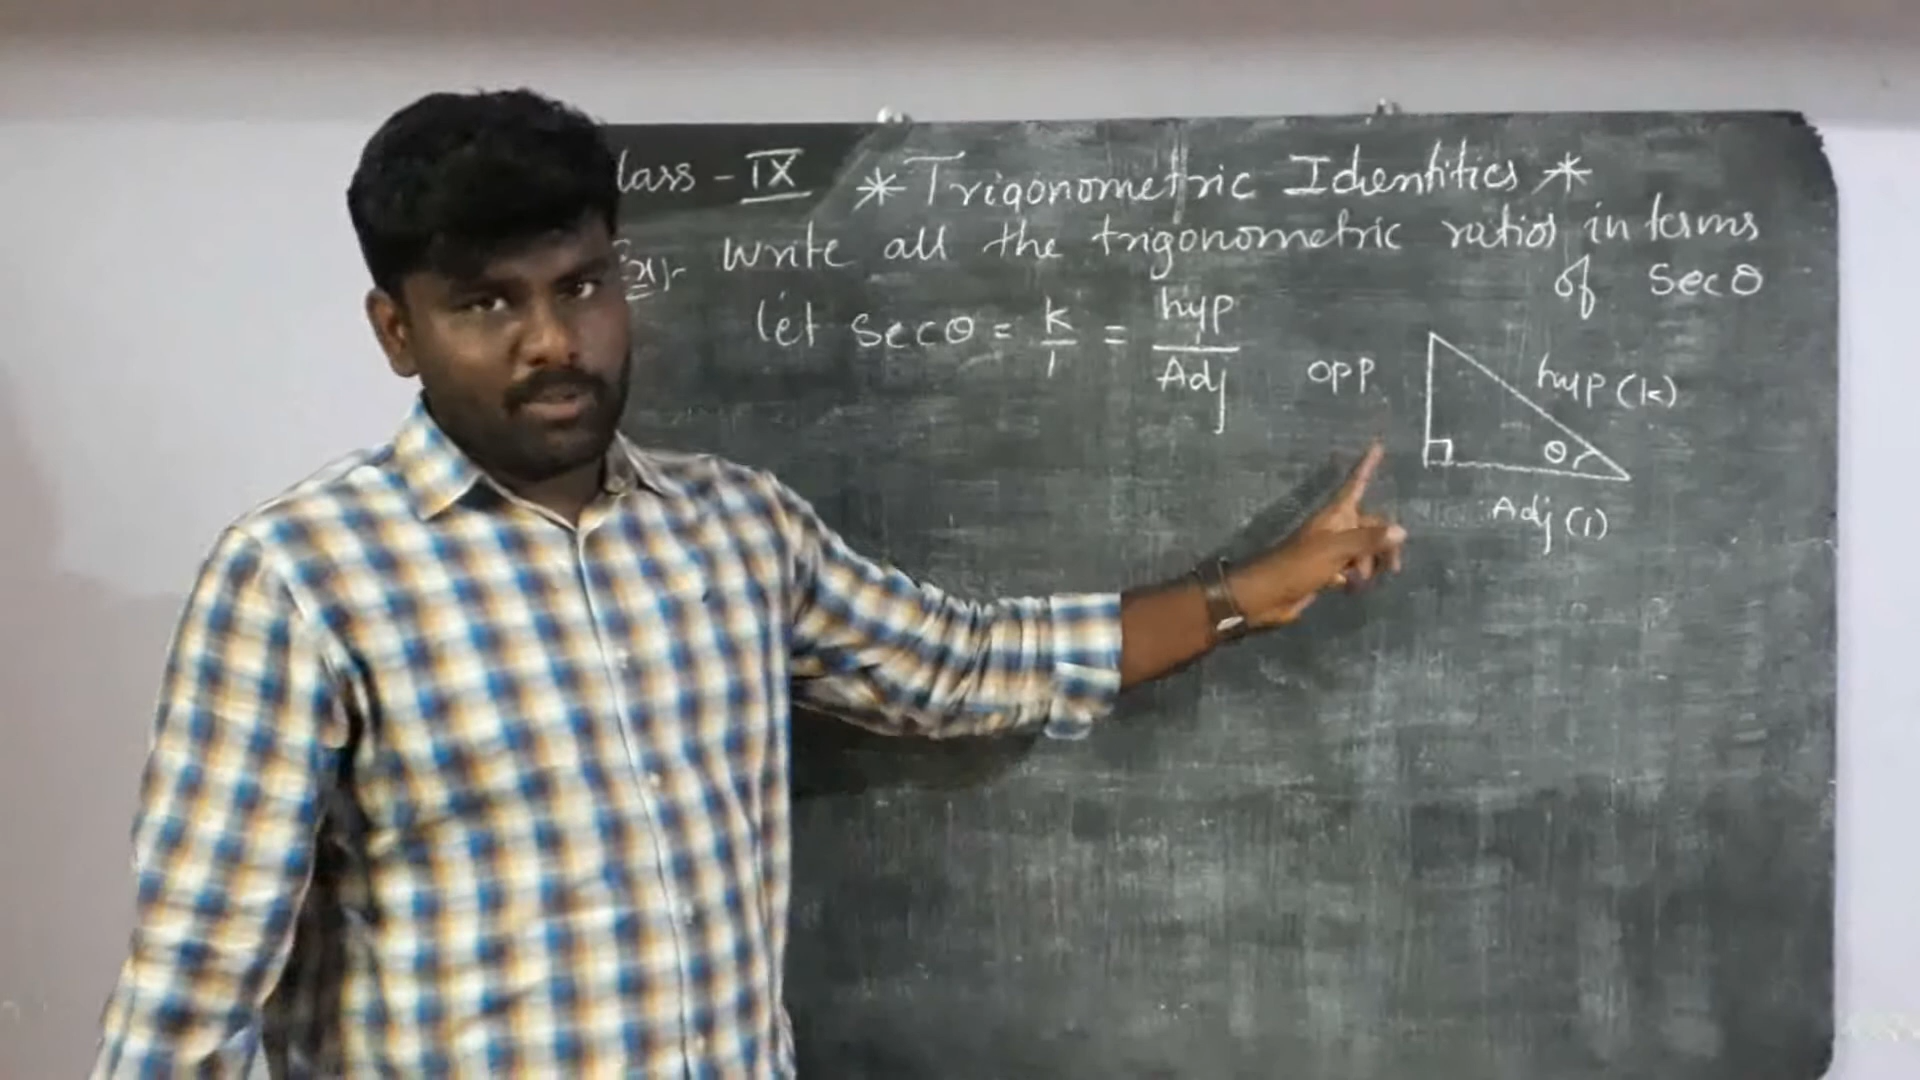 lass - IX * Trigonometric Identities *
write all the trigonometric ratios in terms
of secθ
let secθ = k/1 = hyp/Adj
opp
hyp (k)
θ
Adj (1)